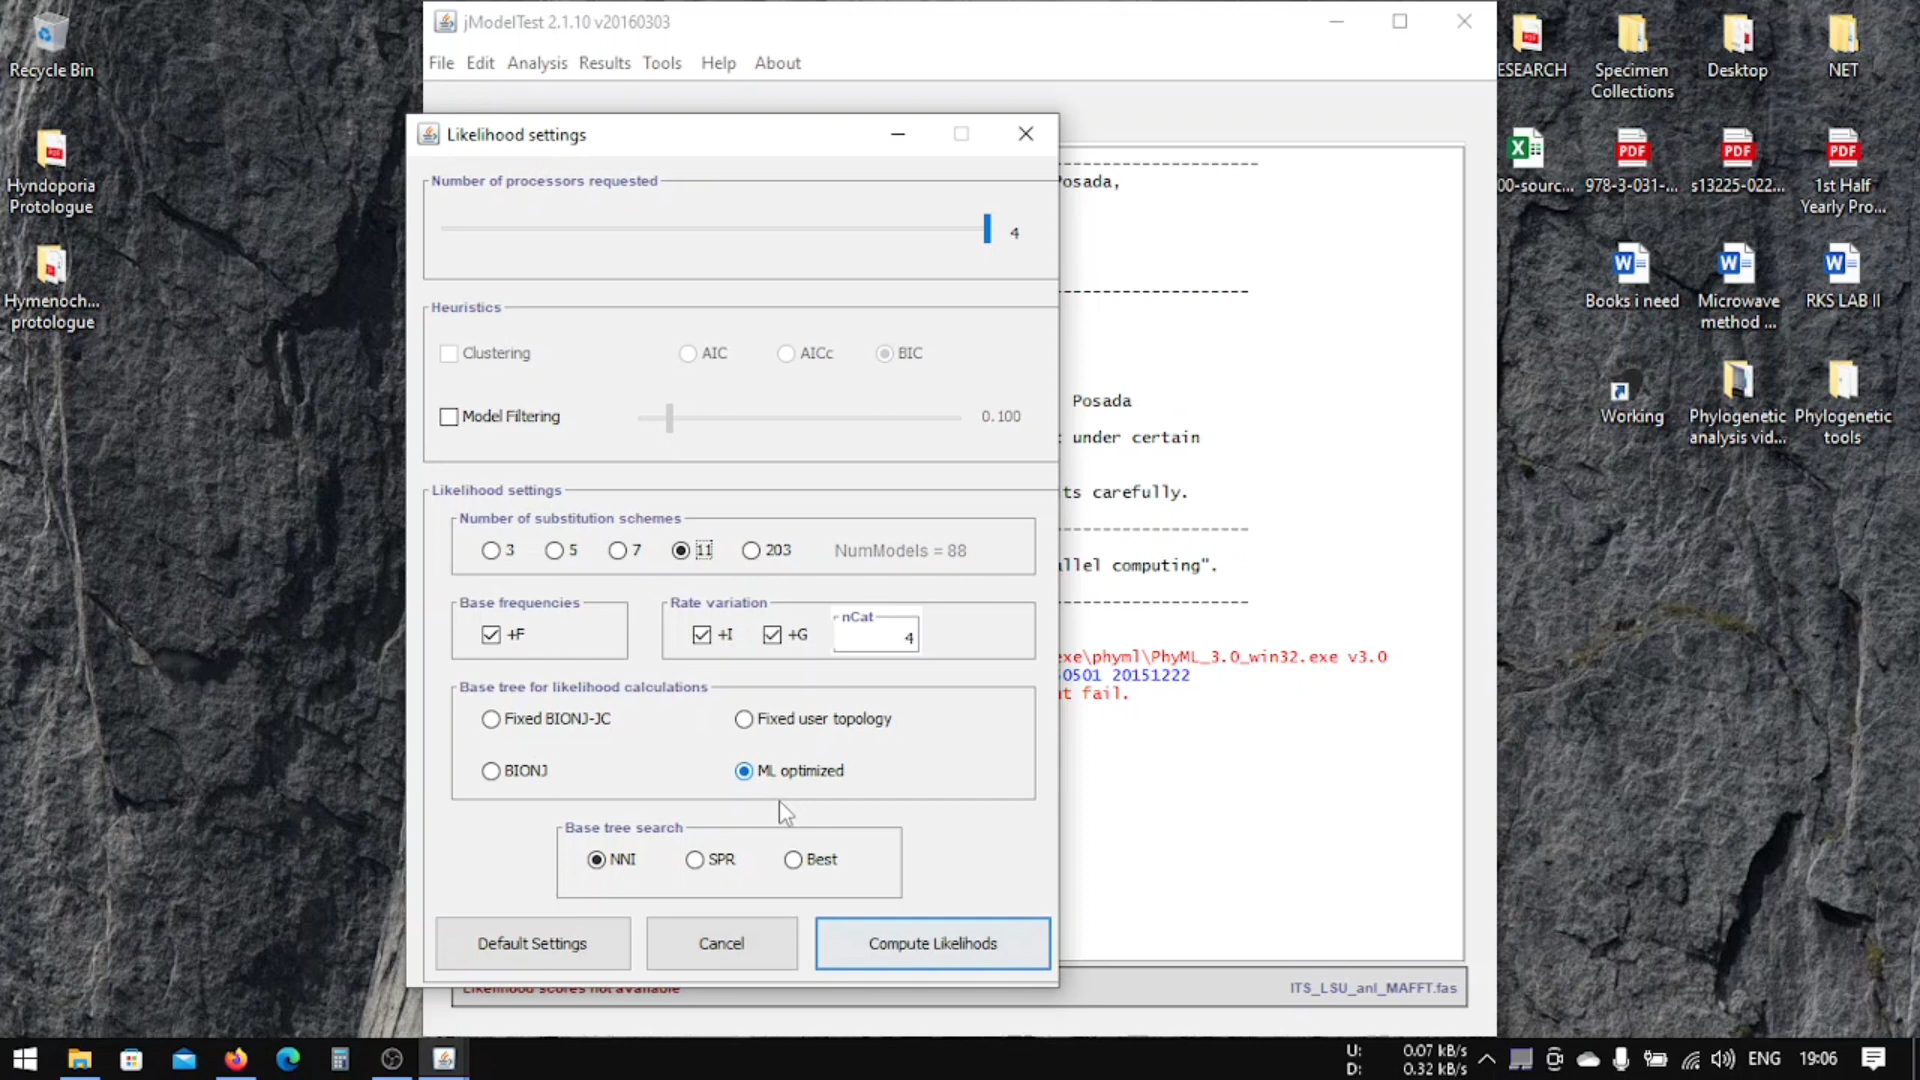 Recycle Bin
Hyndoporia
Protologue
Hymenoch...
protologue
jModelTest 2.1.10 v20160303
File Edit Analysis Results Tools Help About
Likelihood settings
Number of processors requested
4
Heuristics
Clustering AIC AICc BIC
Model Filtering 0.100
Likelihood settings
Number of substitution schemes
3 5 7 11 203 NumModels = 88
Base frequencies
+F
Rate variation
+I +G
nCat
4
Base tree for likelihood calculations
Fixed BIONJ-JC Fixed user topology
BIONJ ML optimized
Base tree search
NNI SPR Best
Default Settings Cancel Compute Likelihods
Posada,
Posada
under certain
ts carefully.
llel computing".
xe\phyml\PhyML_3.0_win32.exe v3.0
0501 20151222
t fail.
Likelihood scores not available ITS_LSU_anl_MAFFT.fas
ESEARCH
Specimen
Collections
Desktop
NET
00-sourc...
978-3-031-...
s13225-022...
1st Half
Yearly Pro...
Books i need
Microwave
method ...
RKS LAB II
Working
Phylogenetic
analysis vid...
Phylogenetic
tools
U: 0.07 kB/s
D: 0.32 kB/s
ENG 19:06